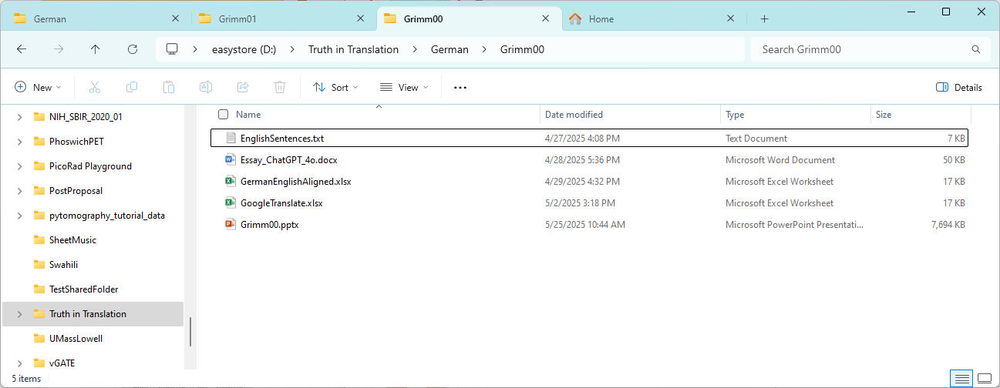 German Grimm01 Grimm00 Home
easystore (D:) Truth in Translation German Grimm00 Search Grimm00
New Sort View Details
Name Date modified Type Size
NIH_SBIR_2020_01
PhoswichPET
PicoRad Playground
PostProposal
pytomography_tutorial_data
SheetMusic
Swahili
TestSharedFolder
Truth in Translation
UMassLowell
vGATE
EnglishSentences.txt 4/27/2025 4:08 PM Text Document 7 KB
Essay_ChatGPT_4o.docx 4/28/2025 5:36 PM Microsoft Word Document 50 KB
GermanEnglishAligned.xlsx 4/29/2025 4:32 PM Microsoft Excel Worksheet 17 KB
GoogleTranslate.xlsx 5/2/2025 3:18 PM Microsoft Excel Worksheet 17 KB
Grimm00.pptx 5/25/2025 10:44 AM Microsoft PowerPoint Presentati... 7,694 KB
5 items